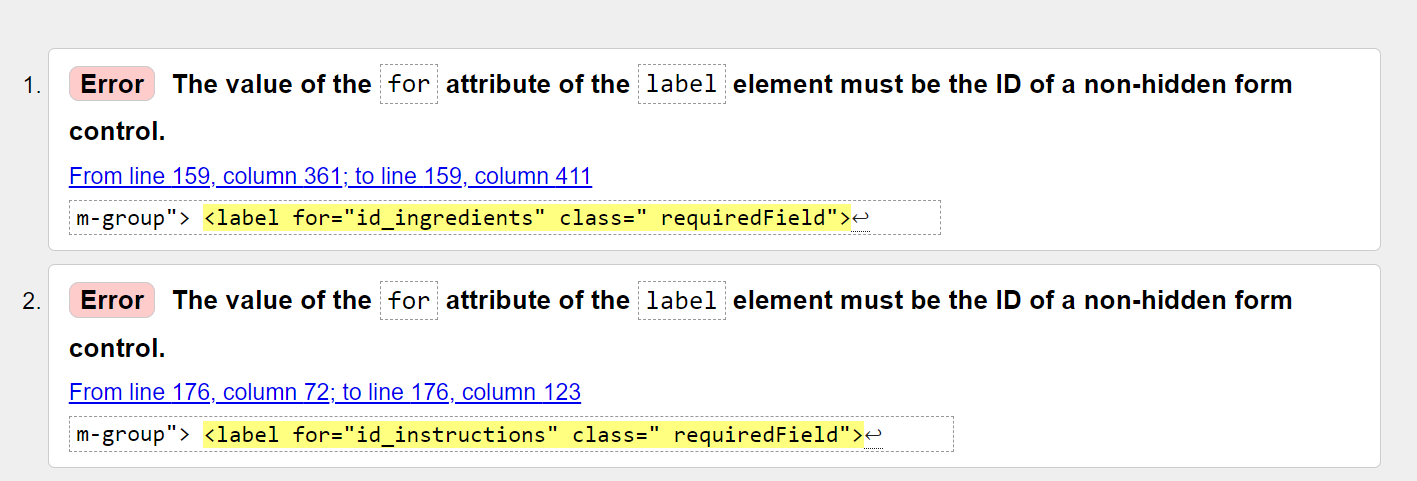 1. Error The value of the for attribute of the label element must be the ID of a non-hidden form
control.
From line 159, column 361; to line 159, column 411
m-group"> <label for="id_ingredients" class=" requiredField">↩
2. Error The value of the for attribute of the label element must be the ID of a non-hidden form
control.
From line 176, column 72; to line 176, column 123
m-group"> <label for="id_instructions" class=" requiredField">↩